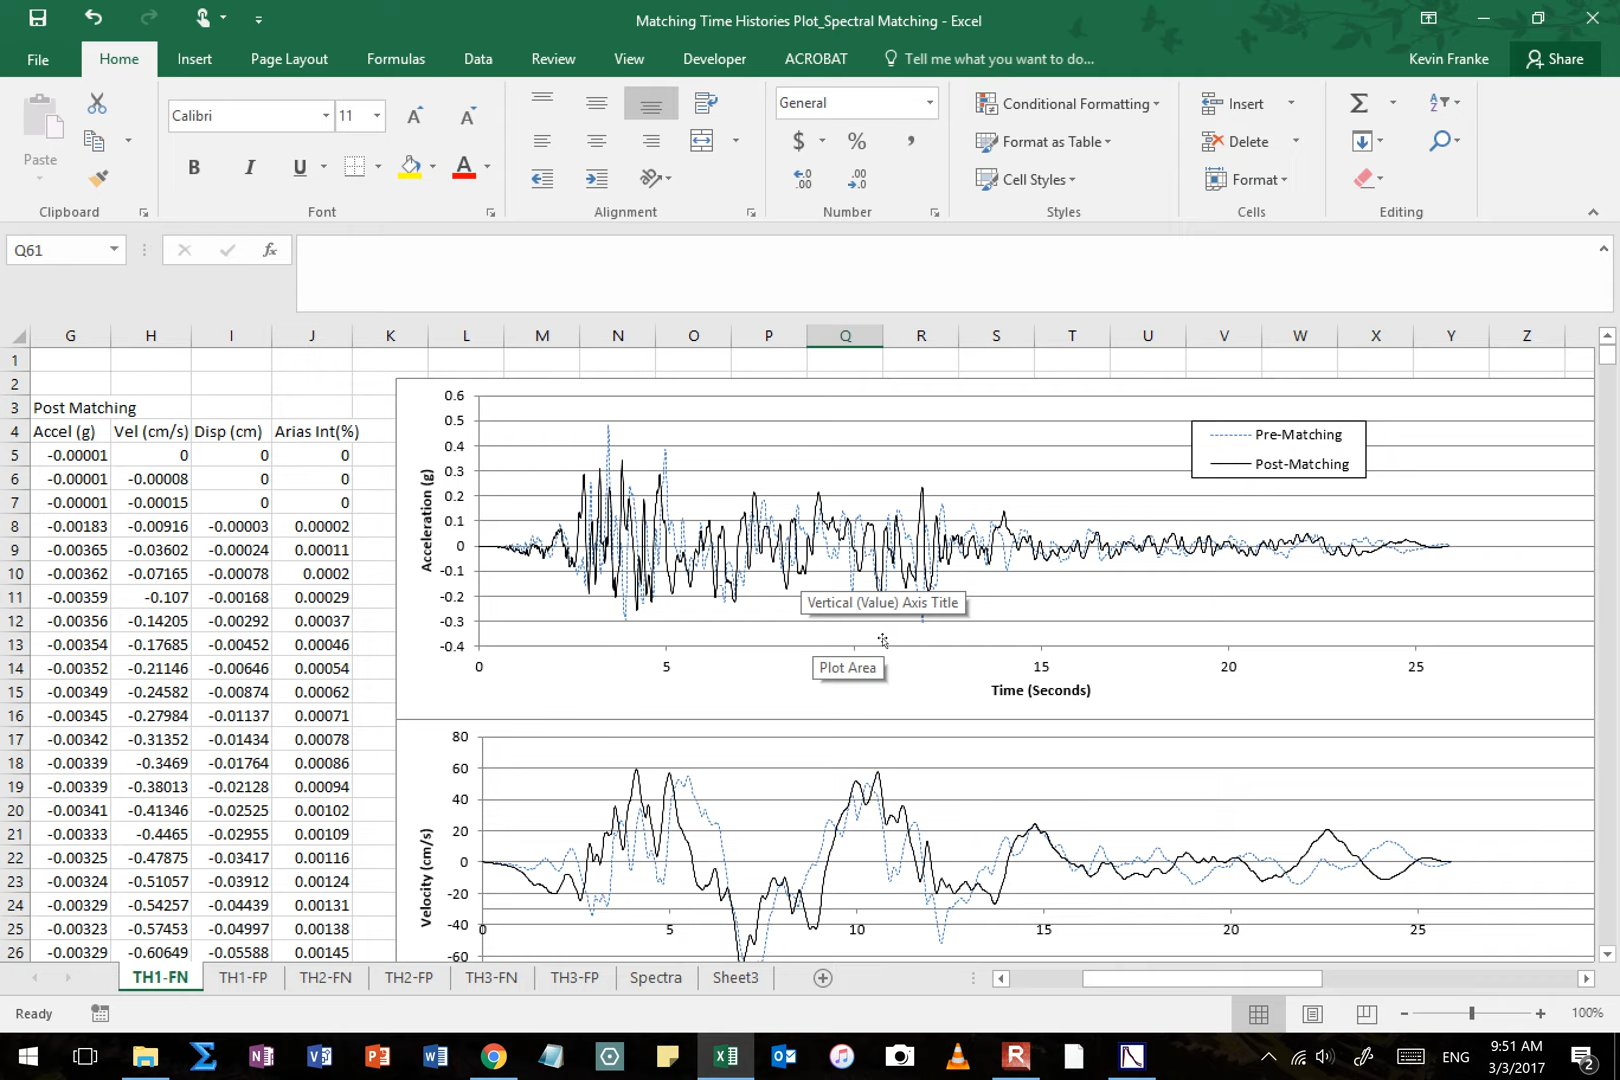 Matching Time Histories Plot_Spectral Matching - Excel
File Home Insert Page Layout Formulas Data Review View Developer ACROBAT Tell me what you want to do... Kevin Franke Share
Paste
Calibri 11
General
Conditional Formatting
Format as Table
Cell Styles
Insert
Delete
Format
B I U A
$ % ,
Clipboard Font Alignment Number Styles Cells Editing
Q61 fx
G H I J K L M N O P Q R S T U V W X Y Z
1
2
3 Post Matching
4 Accel (g) Vel (cm/s) Disp (cm) Arias Int(%)
5 -0.00001 0 0 0
6 -0.00001 -0.00008 0 0
7 -0.00001 -0.00015 0 0
8 -0.00183 -0.00916 -0.00003 0.00002
9 -0.00365 -0.03602 -0.00024 0.00011
10 -0.00362 -0.07165 -0.00078 0.0002
11 -0.00359 -0.107 -0.00168 0.00029
12 -0.00356 -0.14205 -0.00292 0.00037
13 -0.00354 -0.17685 -0.00452 0.00046
14 -0.00352 -0.21146 -0.00646 0.00054
15 -0.00349 -0.24582 -0.00874 0.00062
16 -0.00345 -0.27984 -0.01137 0.00071
17 -0.00342 -0.31352 -0.01434 0.00078
18 -0.00339 -0.3469 -0.01764 0.00086
19 -0.00339 -0.38013 -0.02128 0.00094
20 -0.00341 -0.41346 -0.02525 0.00102
21 -0.00333 -0.4465 -0.02955 0.00109
22 -0.00325 -0.47875 -0.03417 0.00116
23 -0.00324 -0.51057 -0.03912 0.00124
24 -0.00329 -0.54257 -0.04439 0.00131
25 -0.00323 -0.57453 -0.04997 0.00138
26 -0.00329 -0.60649 -0.05588 0.00145
Acceleration (g)
0.6
0.5
0.4
0.3
0.2
0.1
0
-0.1
-0.2
-0.3
-0.4
0 5 15 20 25
Time (Seconds)
Pre-Matching
Post-Matching
Vertical (Value) Axis Title
Plot Area
Velocity (cm/s)
80
60
40
20
0
-20
-40
-60
0 5 10 15 20 25
TH1-FN TH1-FP TH2-FN TH2-FP TH3-FN TH3-FP Spectra Sheet3
Ready 100%
ENG 9:51 AM
3/3/2017
2